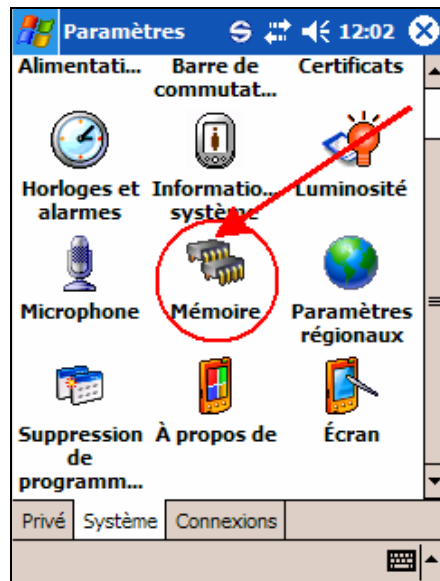 Paramètres 12:02
Alimentati... Barre de Certificats
commutat...
Horloges et Informatio... Luminosité
alarmes système
Microphone Mémoire Paramètres
régionaux
Suppression À propos de Écran
de
programm...
Privé Système Connexions